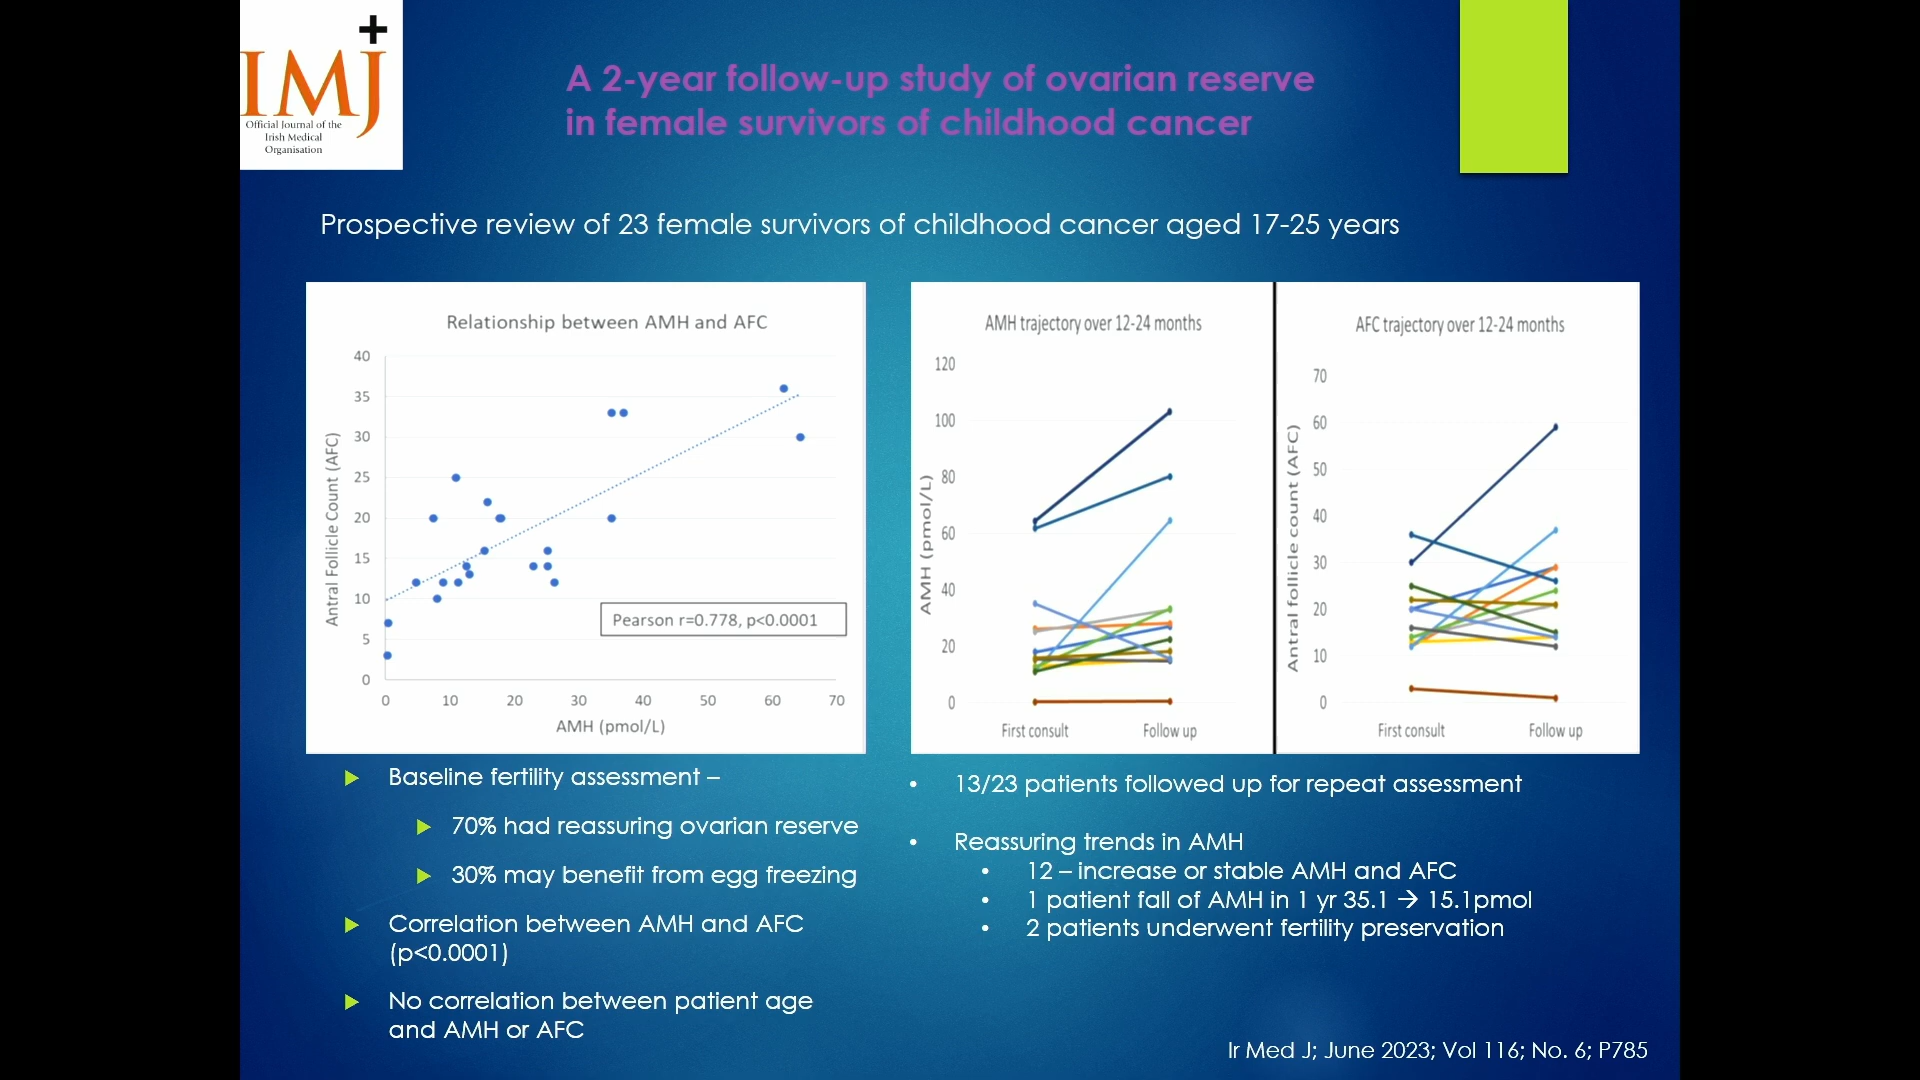 IMJ
Official Journal of the
Irish Medical
Organisation
A 2-year follow-up study of ovarian reserve
in female survivors of childhood cancer
Prospective review of 23 female survivors of childhood cancer aged 17-25 years
Relationship between AMH and AFC
Antral Follicle Count (AFC)
40
35
30
25
20
15
10
5
0
Pearson r=0.778, p<0.0001
0 10 20 30 40 50 60 70
AMH (pmol/L)
AMH trajectory over 12-24 months
AMH (pmol/L)
120
100
80
60
40
20
0
First consult Follow up
AFC trajectory over 12-24 months
Antral follicle count (AFC)
70
60
50
40
30
20
10
0
First consult Follow up
Baseline fertility assessment –
70% had reassuring ovarian reserve
30% may benefit from egg freezing
Correlation between AMH and AFC
(p<0.0001)
No correlation between patient age
and AMH or AFC
• 13/23 patients followed up for repeat assessment
• Reassuring trends in AMH
• 12 – increase or stable AMH and AFC
• 1 patient fall of AMH in 1 yr 35.1 → 15.1pmol
• 2 patients underwent fertility preservation
Ir Med J; June 2023; Vol 116; No. 6; P785